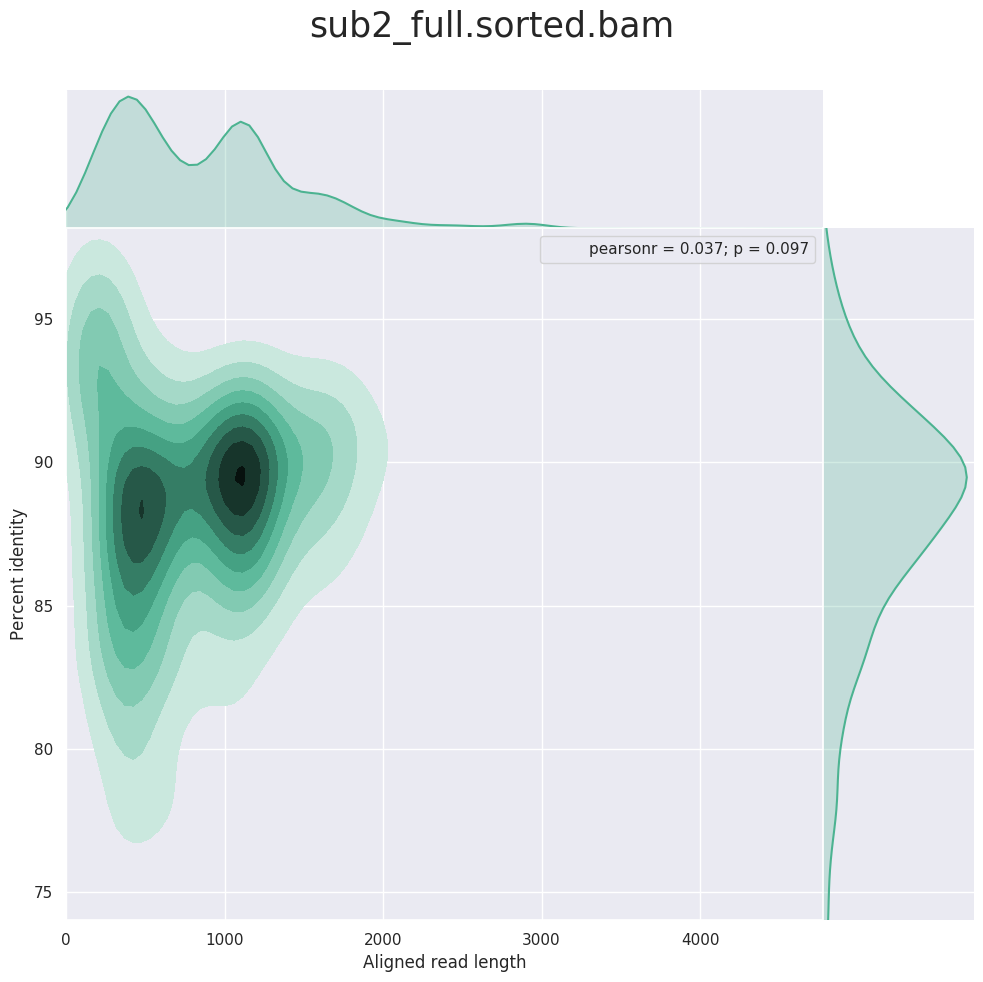 sub2_full.sorted.bam
pearsonr = 0.037; p = 0.097
95
90
85
80
75
Percent identity
0 1000 2000 3000 4000
Aligned read length